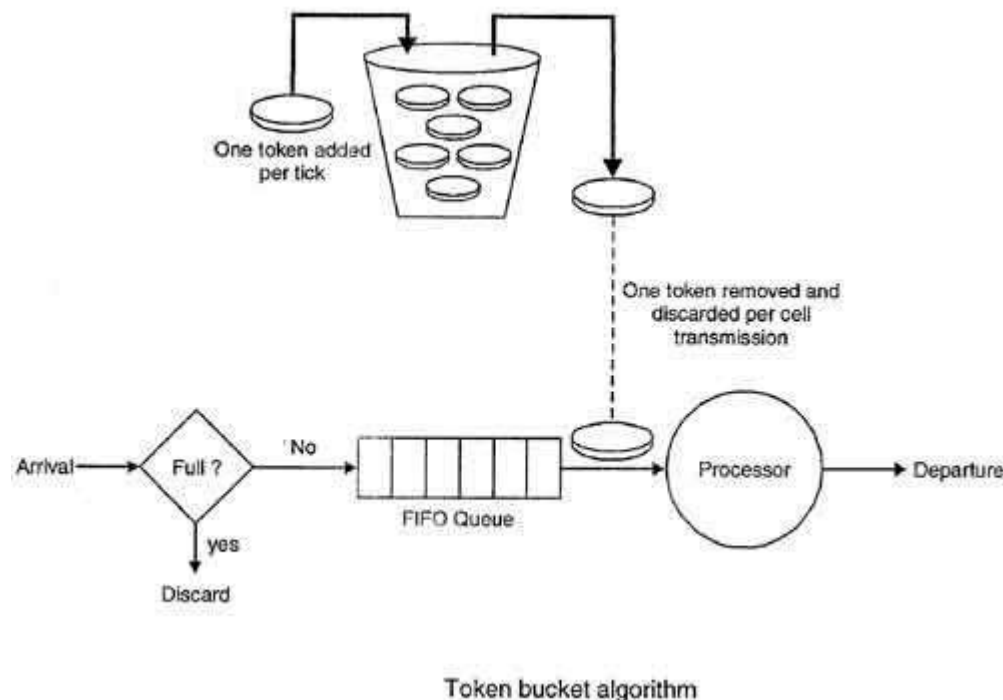 One token added
per tick
One token removed and
discarded per cell
transmission
Arrival
Full ?
No
FIFO Queue
Processor
Departure
yes
Discard
Token bucket algorithm